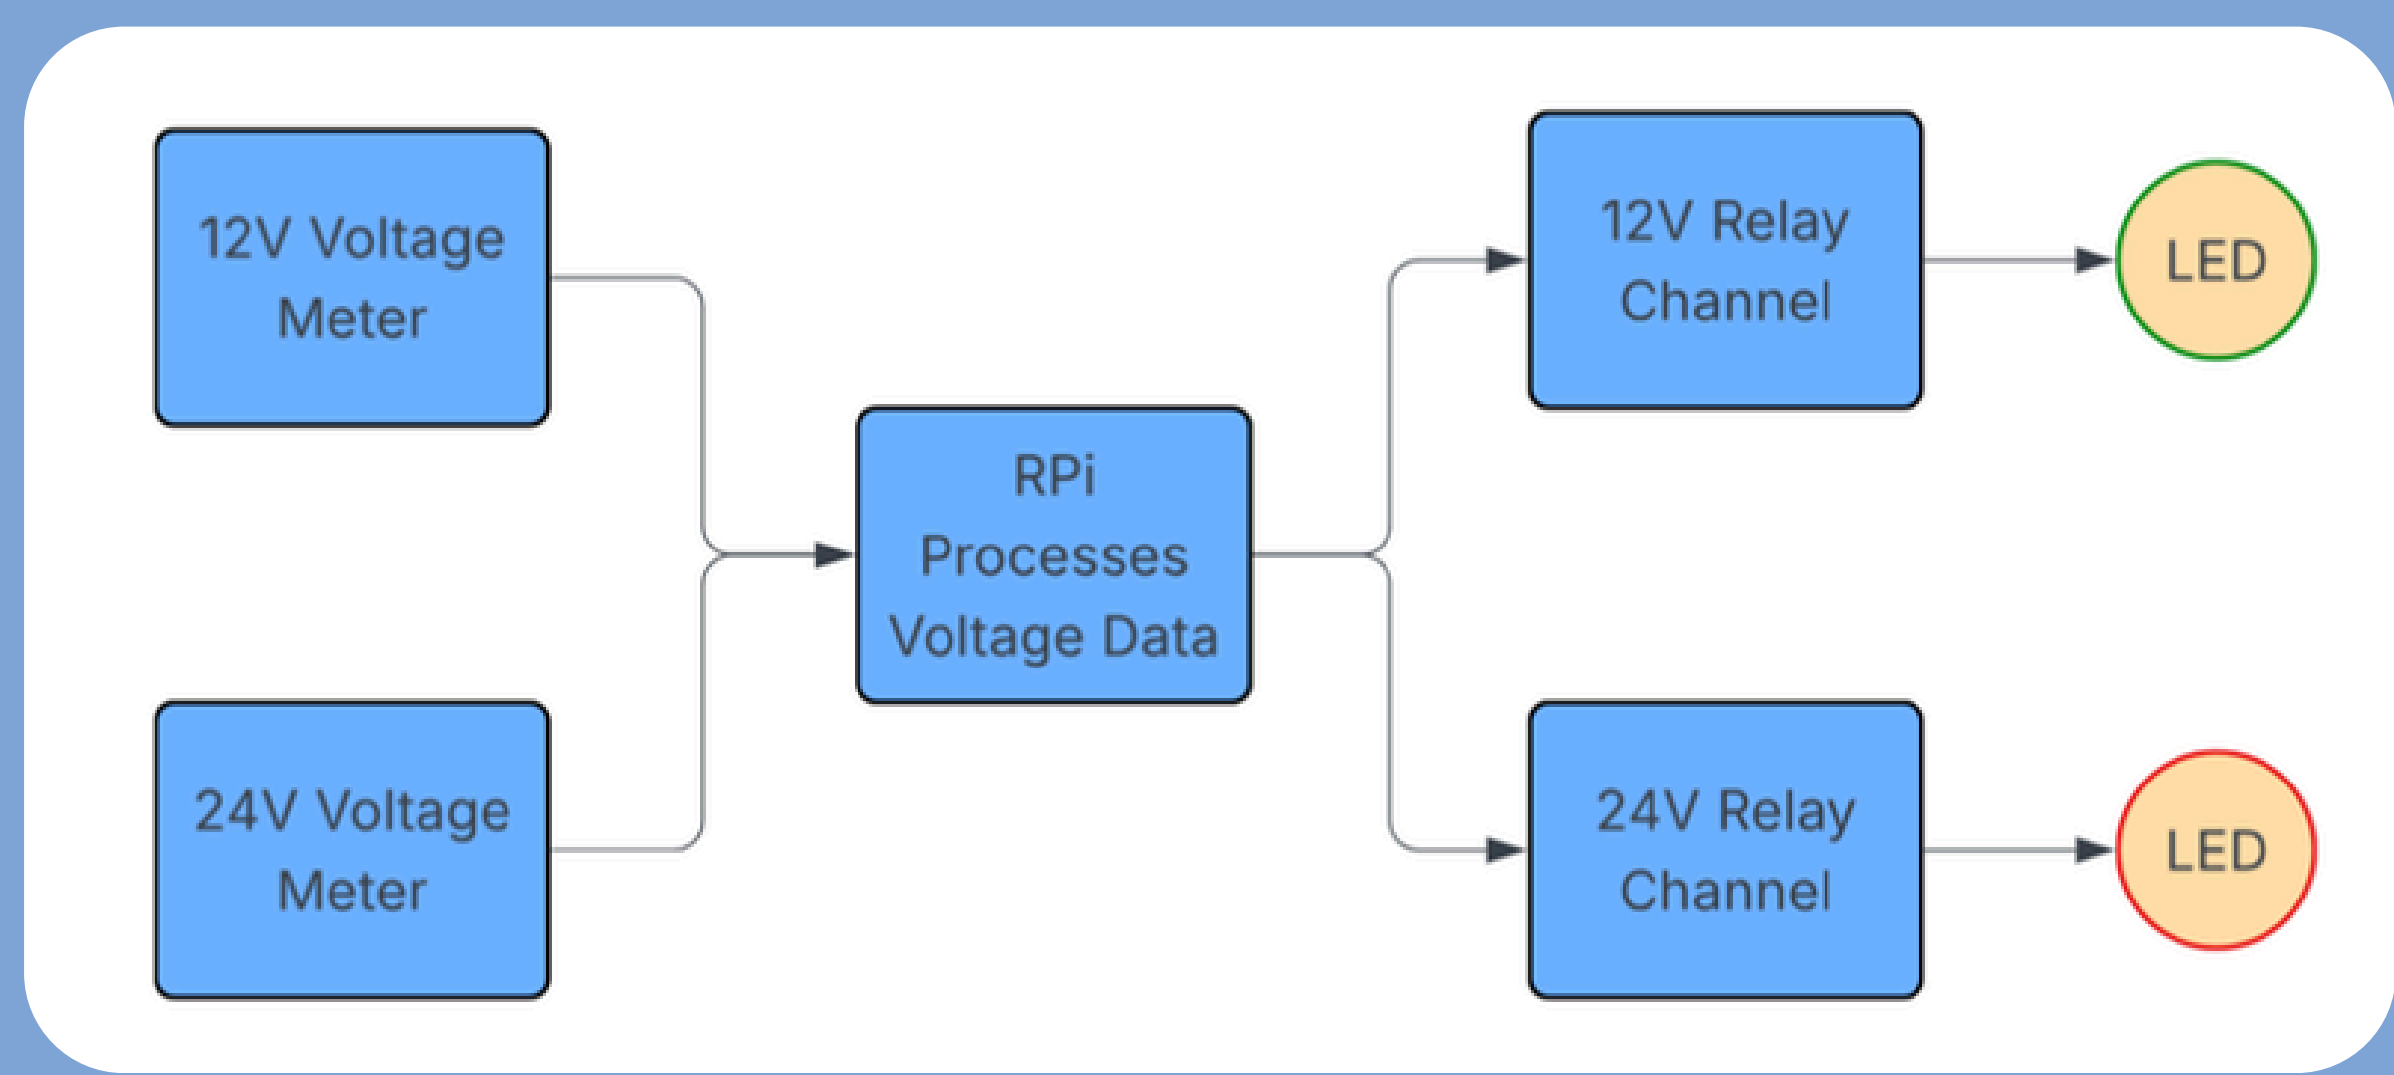 12V Voltage
Meter
24V Voltage
Meter
RPi
Processes
Voltage Data
12V Relay
Channel
LED
24V Relay
Channel
LED